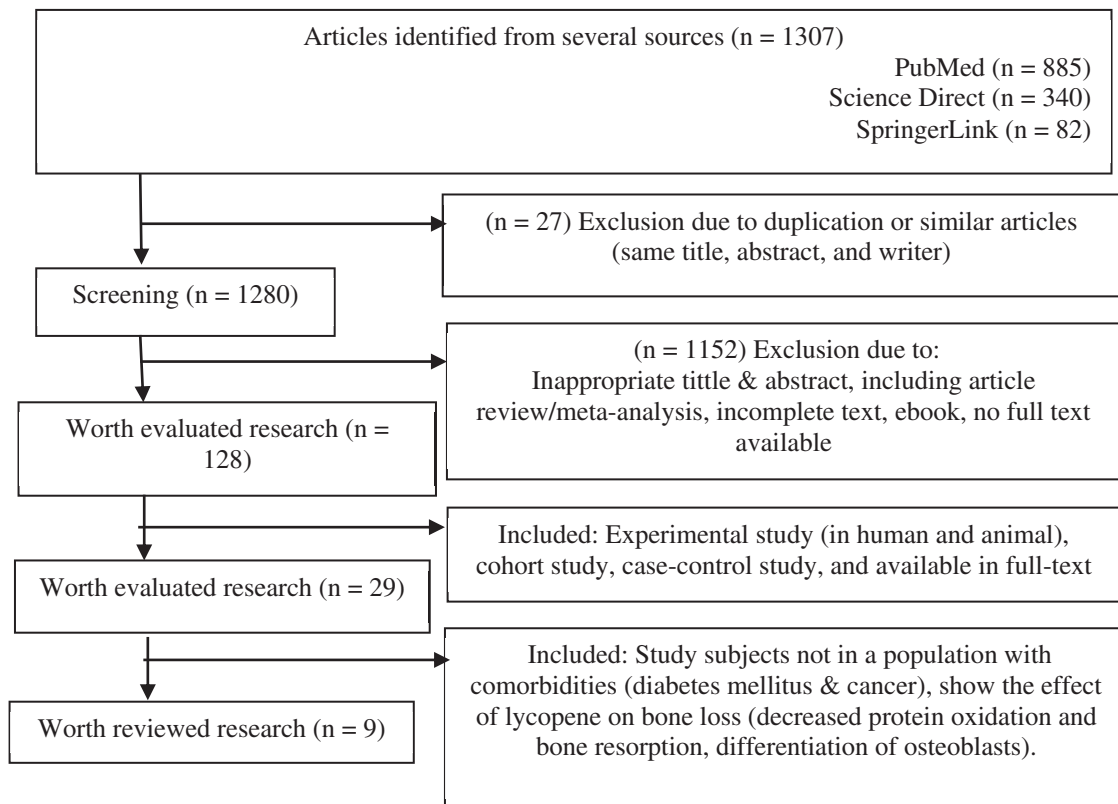 Articles identified from several sources (n = 1307)
PubMed (n = 885)
Science Direct (n = 340)
SpringerLink (n = 82)
(n = 27) Exclusion due to duplication or similar articles
(same title, abstract, and writer)
Screening (n = 1280)
(n = 1152) Exclusion due to:
Inappropriate tittle & abstract, including article
review/meta-analysis, incomplete text, ebook, no full text
available
Worth evaluated research (n =
128)
Included: Experimental study (in human and animal),
cohort study, case-control study, and available in full-text
Worth evaluated research (n = 29)
Included: Study subjects not in a population with
comorbidities (diabetes mellitus & cancer), show the effect
of lycopene on bone loss (decreased protein oxidation and
bone resorption, differentiation of osteoblasts).
Worth reviewed research (n = 9)